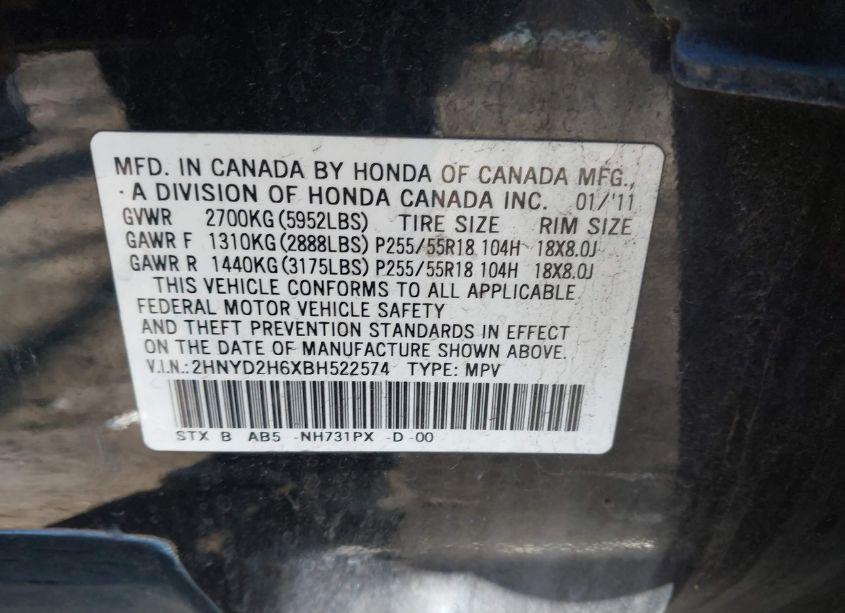 MFD. IN CANADA BY HONDA OF CANADA MFG.,
A DIVISION OF HONDA CANADA INC. 01/'11
GVWR 2700KG(5952LBS) TIRE SIZE RIM SIZE
GAWR F 1310KG(2888LBS) P255/55R18 104H 18X8.0J
GAWR R 1440KG(3175LBS) P255/55R18 104H 18X8.0J
THIS VEHICLE CONFORMS TO ALL APPLICABLE
FEDERAL MOTOR VEHICLE SAFETY
AND THEFT PREVENTION STANDARDS IN EFFECT
ON THE DATE OF MANUFACTURE SHOWN ABOVE.
V.I.N.:2HNYD2H6XBH522574 TYPE: MPV
STX B AB5 -NH731PX -D -00